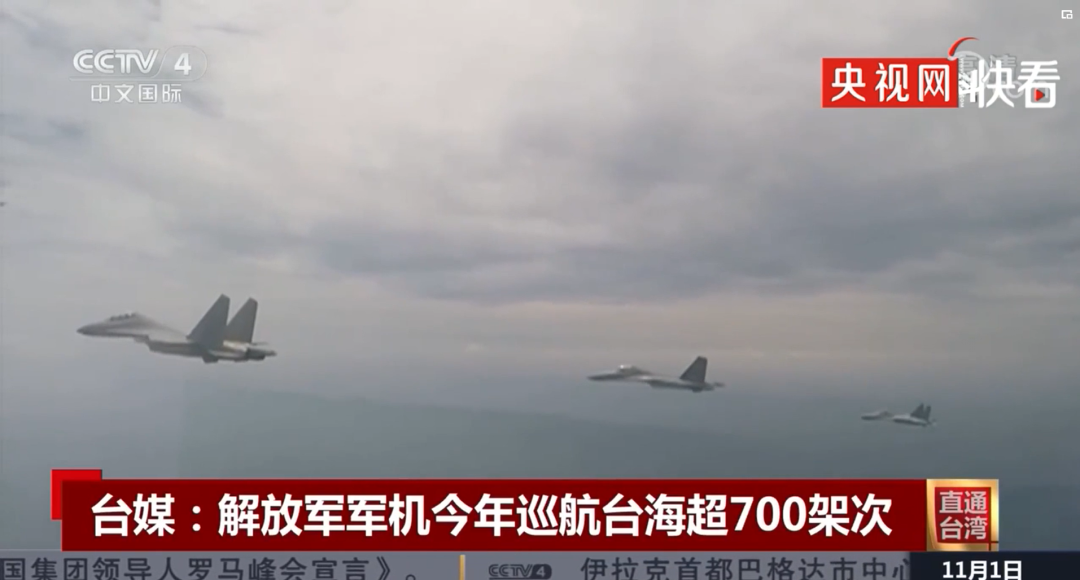 CCTV 4
中文国际
央视网 快看
台媒：解放军军机今年巡航台海超700架次
直通
台湾
国集团领导人罗马峰会宣言》。 CCTV 4 伊拉克首都巴格达市中心
11月1日